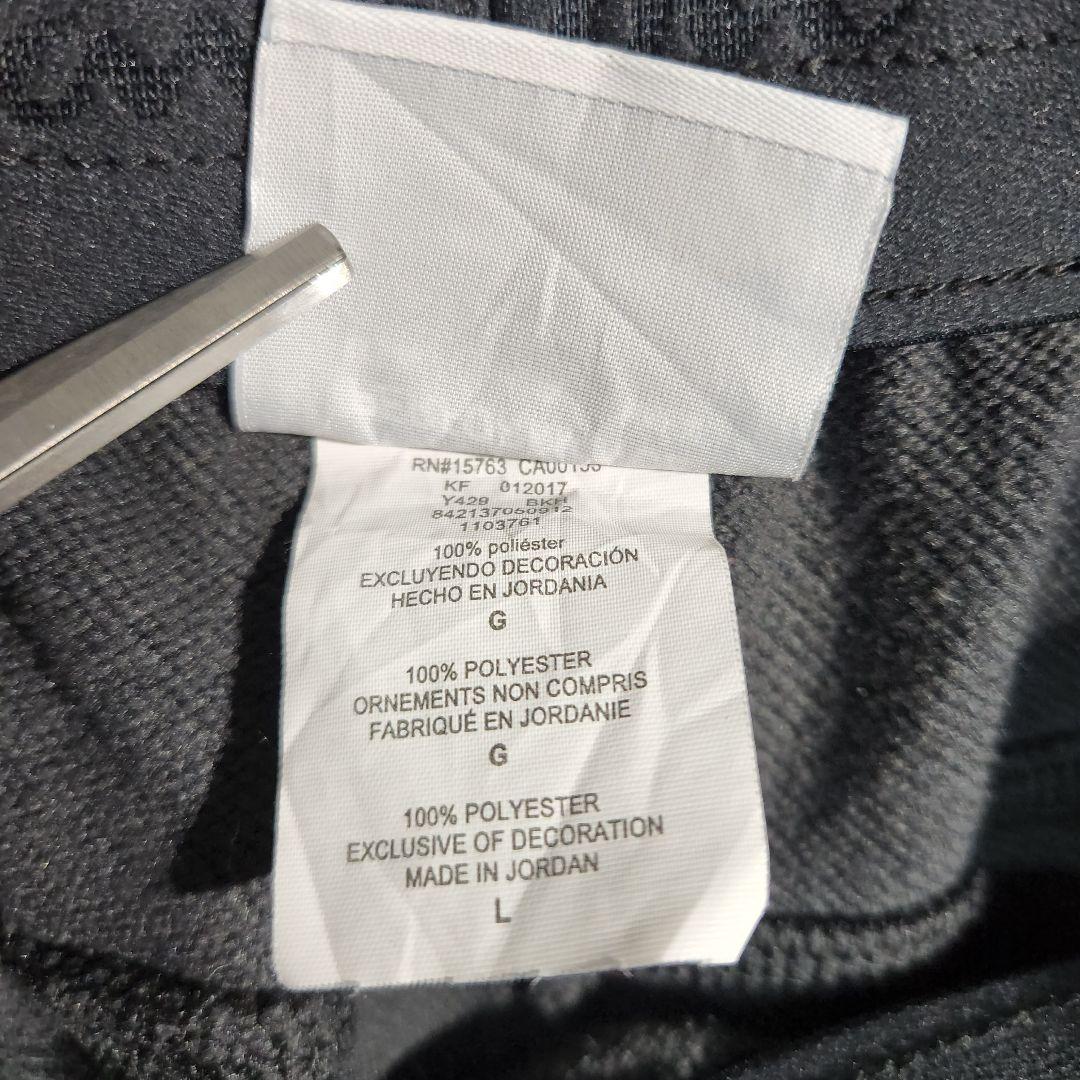 RN#15763
KF 012017
Y429 BKH
842137050912
1103761
100% poliéster
EXCLUYENDO DECORACIÓN
HECHO EN JORDANIA
G
100% POLYESTER
ORNEMENTS NON COMPRIS
FABRIQUÉ EN JORDANIE
G
100% POLYESTER
EXCLUSIVE OF DECORATION
MADE IN JORDAN
L